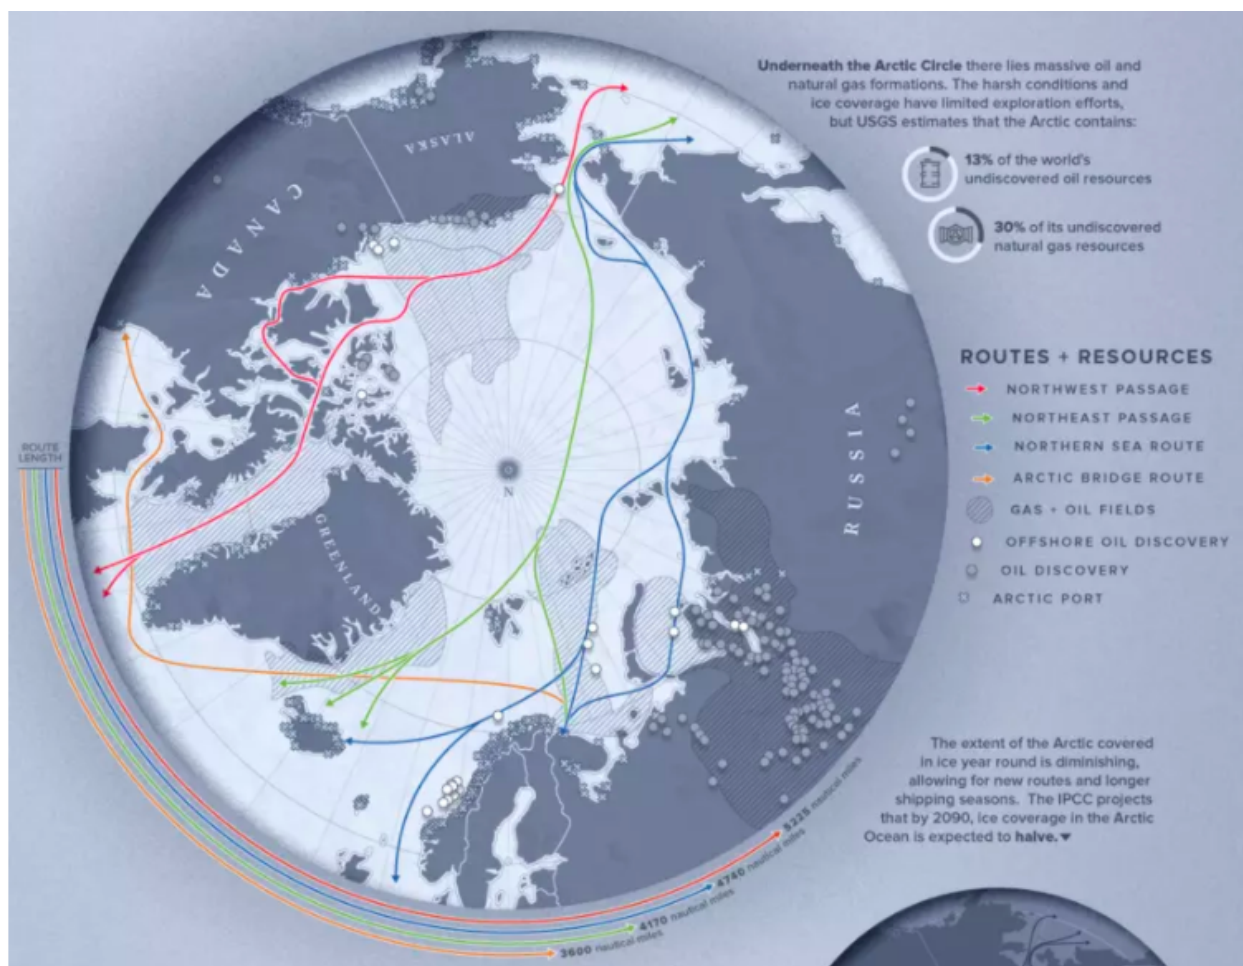 Underneath the Arctic Circle there lies massive oil and
natural gas formations. The harsh conditions and
ice coverage have limited exploration efforts,
but USGS estimates that the Arctic contains:
13% of the world's
undiscovered oil resources
30% of its undiscovered
natural gas resources
ALASKA
CANADA
RUSSIA
GREENLAND
N
ROUTES + RESOURCES
NORTHWEST PASSAGE
NORTHEAST PASSAGE
NORTHERN SEA ROUTE
ARCTIC BRIDGE ROUTE
GAS + OIL FIELDS
OFFSHORE OIL DISCOVERY
OIL DISCOVERY
ARCTIC PORT
ROUTE
LENGTH
5225 nautical miles
4740 nautical miles
4170 nautical miles
3600 nautical miles
The extent of the Arctic covered
in ice year round is diminishing,
allowing for new routes and longer
shipping seasons. The IPCC projects
that by 2090, ice coverage in the Arctic
Ocean is expected to halve.▼